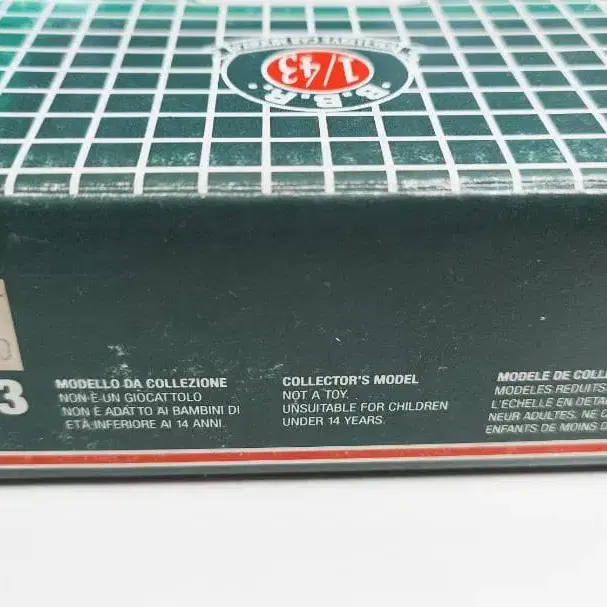 1/43
B.B.R.
3
MODELLO DA COLLEZIONE
NON È UN GIOCATTOLO
NON È ADATTO AI BAMBINI DI
ETÀ INFERIORE AI 14 ANNI.
COLLECTOR'S MODEL
NOT A TOY.
UNSUITABLE FOR CHILDREN
UNDER 14 YEARS.
MODELE DE COLL
MODELES REDUITS
L'ECHELLE EN DETA
NEUR ADULTES. NE
ENFANTS DE MOINS D